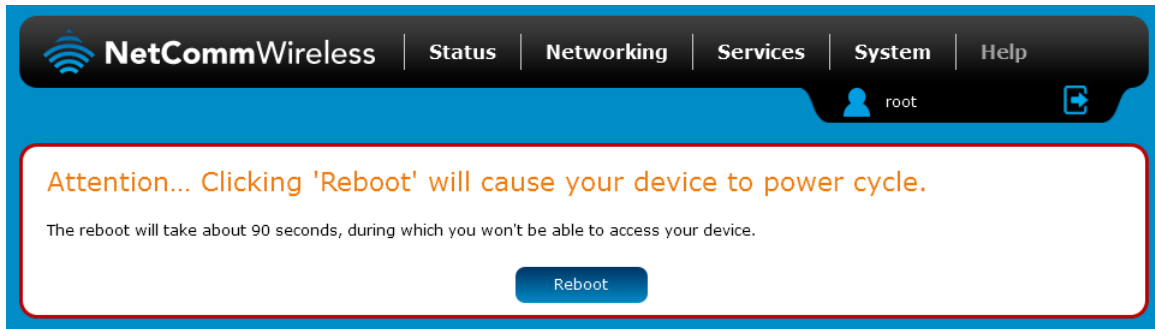 NetCommWireless Status Networking Services System Help
root
Attention... Clicking 'Reboot' will cause your device to power cycle.
The reboot will take about 90 seconds, during which you won't be able to access your device.
Reboot